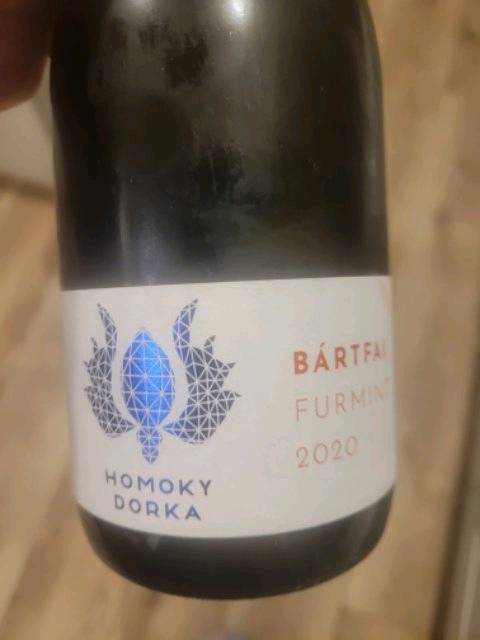 HOMOKY
DORKA
BÁRTFAI
FURMINT
2020